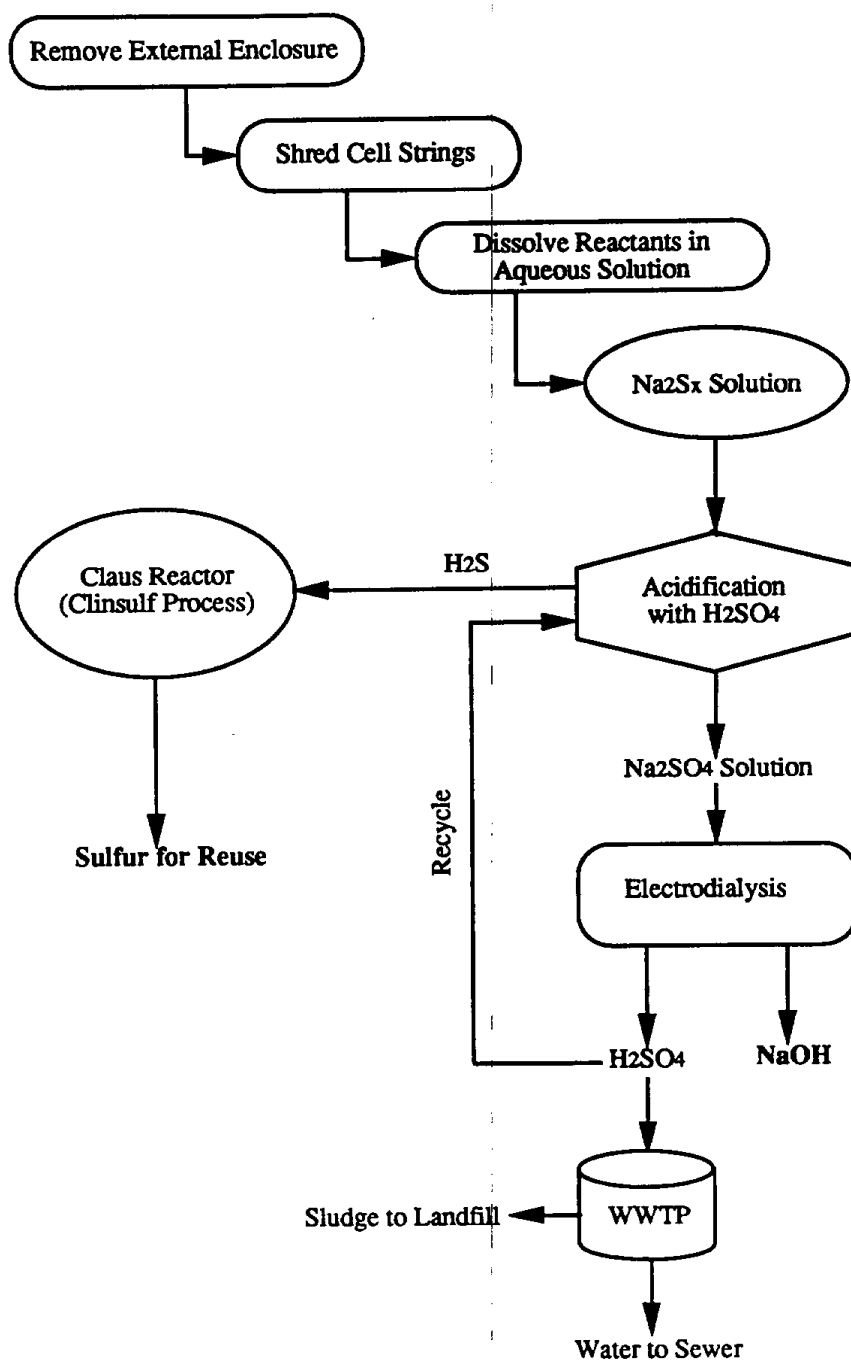 Remove External Enclosure
Shred Cell Strings
Dissolve Reactants in
Aqueous Solution
Na2Sx Solution
H2S
Claus Reactor
(Clinsulf Process)
Acidification
with H2SO4
Na2SO4 Solution
Recycle
Sulfur for Reuse
Electrodialysis
H2SO4
NaOH
Sludge to Landfill
WWTP
Water to Sewer